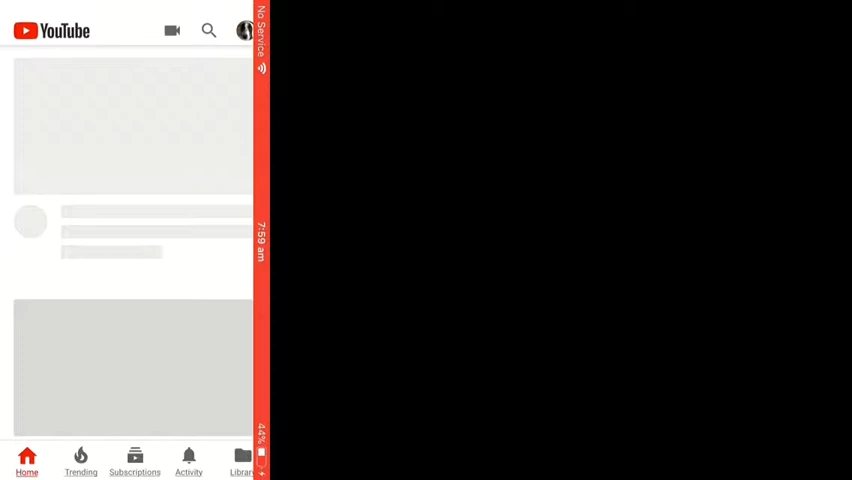 YouTube
No Service
7:59 am
44%
Home
Trending
Subscriptions
Activity
Librar